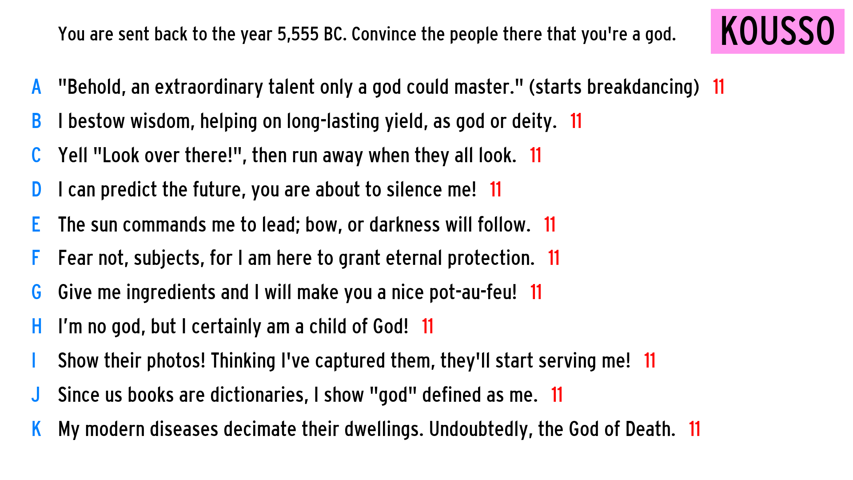 You are sent back to the year 5,555 BC. Convince the people there that you're a god.
KOUSSO
A "Behold, an extraordinary talent only a god could master." (starts breakdancing) 11
B I bestow wisdom, helping on long-lasting yield, as god or deity. 11
C Yell "Look over there!", then run away when they all look. 11
D I can predict the future, you are about to silence me! 11
E The sun commands me to lead; bow, or darkness will follow. 11
F Fear not, subjects, for I am here to grant eternal protection. 11
G Give me ingredients and I will make you a nice pot-au-feu! 11
H I’m no god, but I certainly am a child of God! 11
I Show their photos! Thinking I've captured them, they'll start serving me! 11
J Since us books are dictionaries, I show "god" defined as me. 11
K My modern diseases decimate their dwellings. Undoubtedly, the God of Death. 11